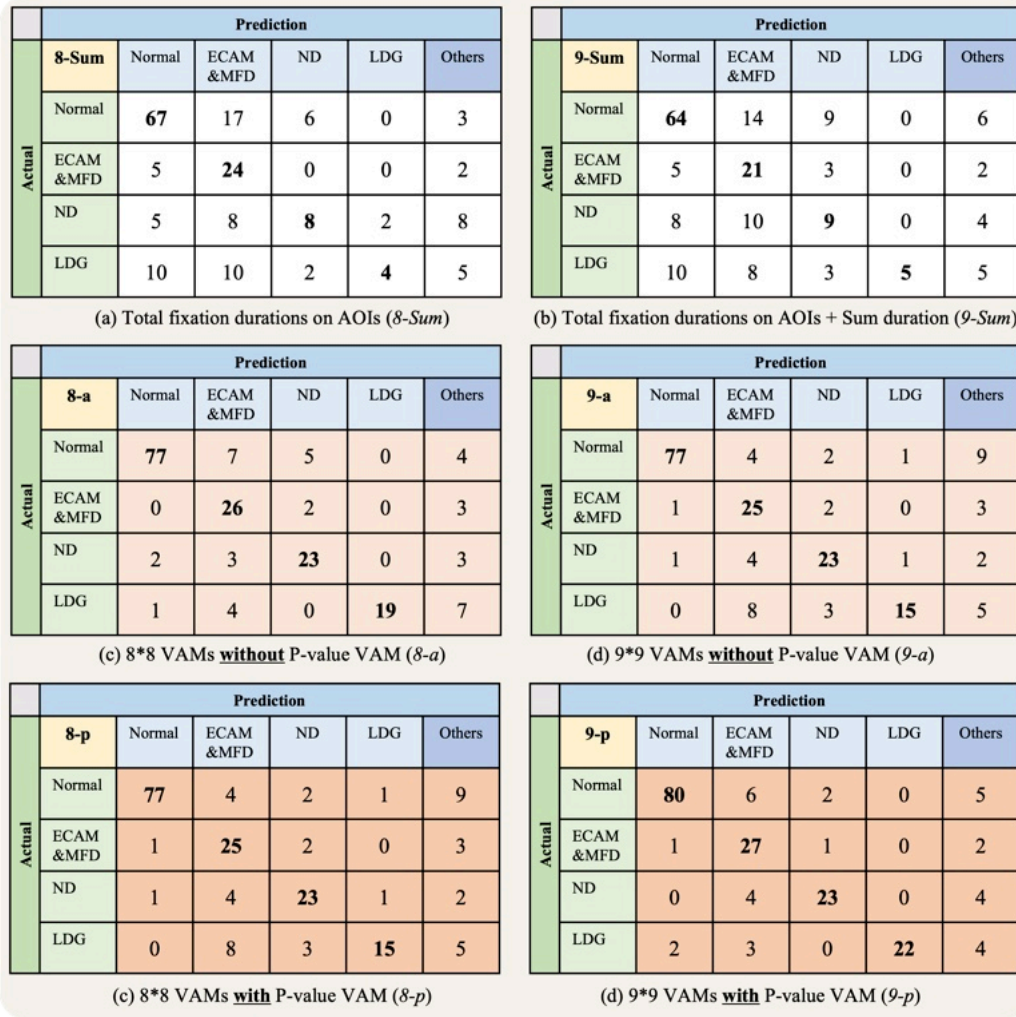 Prediction
8-Sum Normal ECAM &MFD ND LDG Others
Actual
Normal 67 17 6 0 3
ECAM &MFD 5 24 0 0 2
ND 5 8 8 2 8
LDG 10 10 2 4 5
(a) Total fixation durations on AOIs (8-Sum)
Prediction
9-Sum Normal ECAM &MFD ND LDG Others
Actual
Normal 64 14 9 0 6
ECAM &MFD 5 21 3 0 2
ND 8 10 9 0 4
LDG 10 8 3 5 5
(b) Total fixation durations on AOIs + Sum duration (9-Sum)
Prediction
8-a Normal ECAM &MFD ND LDG Others
Actual
Normal 77 7 5 0 4
ECAM &MFD 0 26 2 0 3
ND 2 3 23 0 3
LDG 1 4 0 19 7
(c) 8*8 VAMs without P-value VAM (8-a)
Prediction
9-a Normal ECAM &MFD ND LDG Others
Actual
Normal 77 4 2 1 9
ECAM &MFD 1 25 2 0 3
ND 1 4 23 1 2
LDG 0 8 3 15 5
(d) 9*9 VAMs without P-value VAM (9-a)
Prediction
8-p Normal ECAM &MFD ND LDG Others
Actual
Normal 77 4 2 1 9
ECAM &MFD 1 25 2 0 3
ND 1 4 23 1 2
LDG 0 8 3 15 5
(c) 8*8 VAMs with P-value VAM (8-p)
Prediction
9-p Normal ECAM &MFD ND LDG Others
Actual
Normal 80 6 2 0 5
ECAM &MFD 1 27 1 0 2
ND 0 4 23 0 4
LDG 2 3 0 22 4
(d) 9*9 VAMs with P-value VAM (9-p)